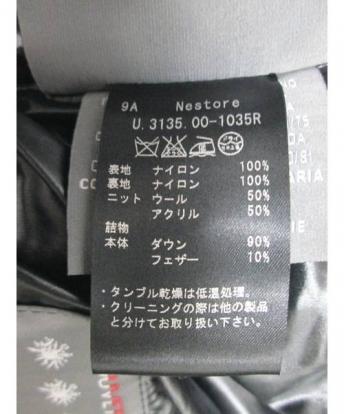 9A Nestore
U.3135.00-1035R
表地 ナイロン 100%
裏地 ナイロン 100%
ニット ウール 50%
アクリル 50%
詰物
本体 ダウン 90%
フェザー 10%
・タンブル乾燥は低温処理。
・クリーニングの際は他の製品
と分けてお取り扱い下さい。